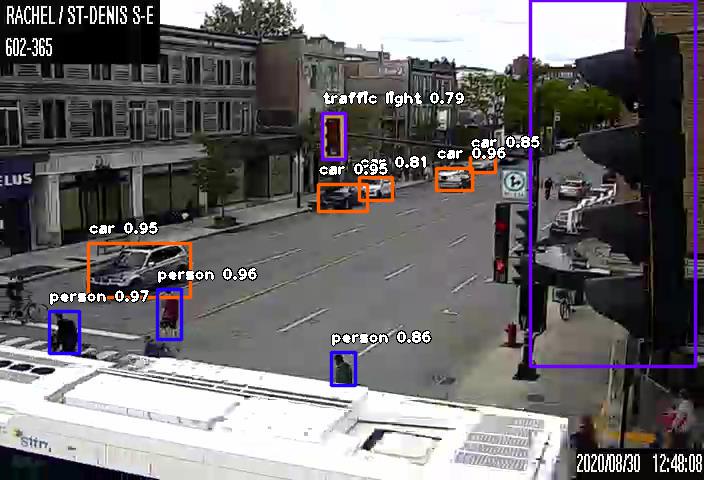 RACHEL / ST-DENIS S-E
602-365
traffic light 0.79
car 0.85
car 0.96
car 0.81
car 0.95
car 0.95
person 0.96
person 0.97
person 0.86
ELUS
stm
2020/08/30 12:48:08